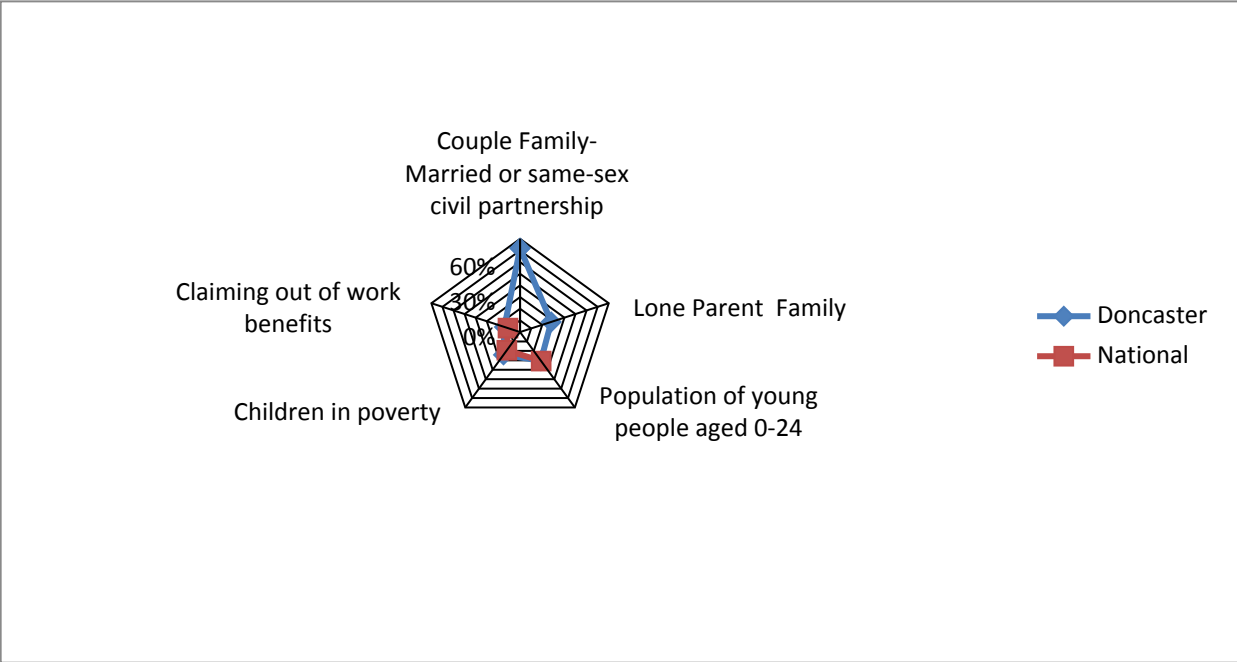 Couple Family-
Married or same-sex
civil partnership
60%
30%
0%
Claiming out of work
benefits
Lone Parent  Family
Children in poverty
Population of young
people aged 0-24
Doncaster
National